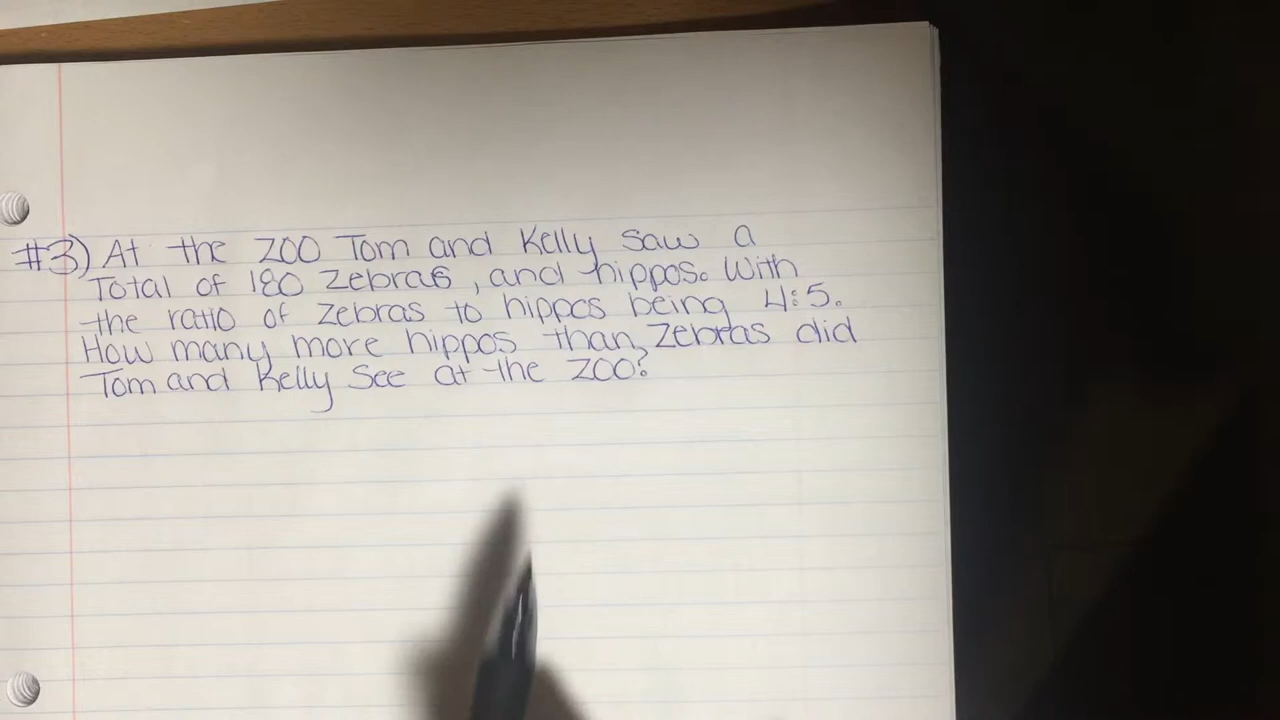 #3) At the zoo Tom and Kelly saw a
Total of 180 zebras, and hippos. With
the ratio of zebras to hippos being 4:5.
How many more hippos than zebras did
Tom and Kelly see at the zoo?